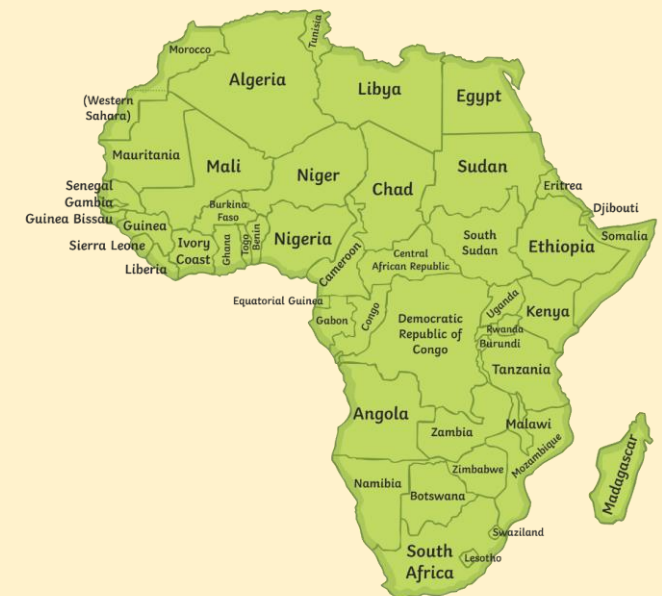 Tunisia
Morocco
Algeria
Libya
Egypt
(Western
Sahara)
Mauritania
Mali
Niger
Chad
Sudan
Eritrea
Djibouti
Senegal
Gambia
Guinea Bissau
Guinea
Sierra Leone
Liberia
Ivory
Coast
Burkina
Faso
Ghana
Togo
Benin
Nigeria
Cameroon
Central
African Republic
South
Sudan
Ethiopia
Somalia
Equatorial Guinea
Gabon
Congo
Democratic
Republic of
Congo
Uganda
Kenya
Rwanda
Burundi
Tanzania
Angola
Zambia
Malawi
Mozambique
Madagascar
Namibia
Zimbabwe
Botswana
Swaziland
South
Africa
Lesotho